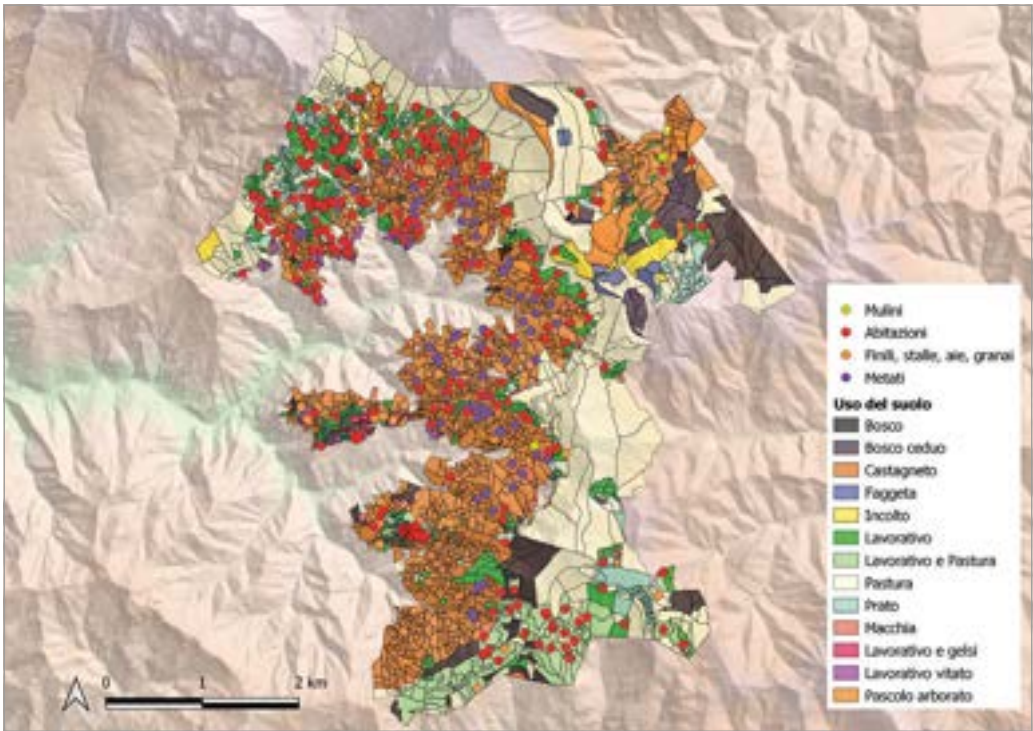 Mulini
Abitazioni
Finili, stalle, aie, granai
Metati
Uso del suolo
Bosco
Bosco ceduo
Castagneto
Faggeta
Incolto
Lavorativo
Lavorativo e Pastura
Pastura
Prato
Macchia
Lavorativo e gelsi
Lavorativo vitato
Pascolo arborato
0 1 2 km